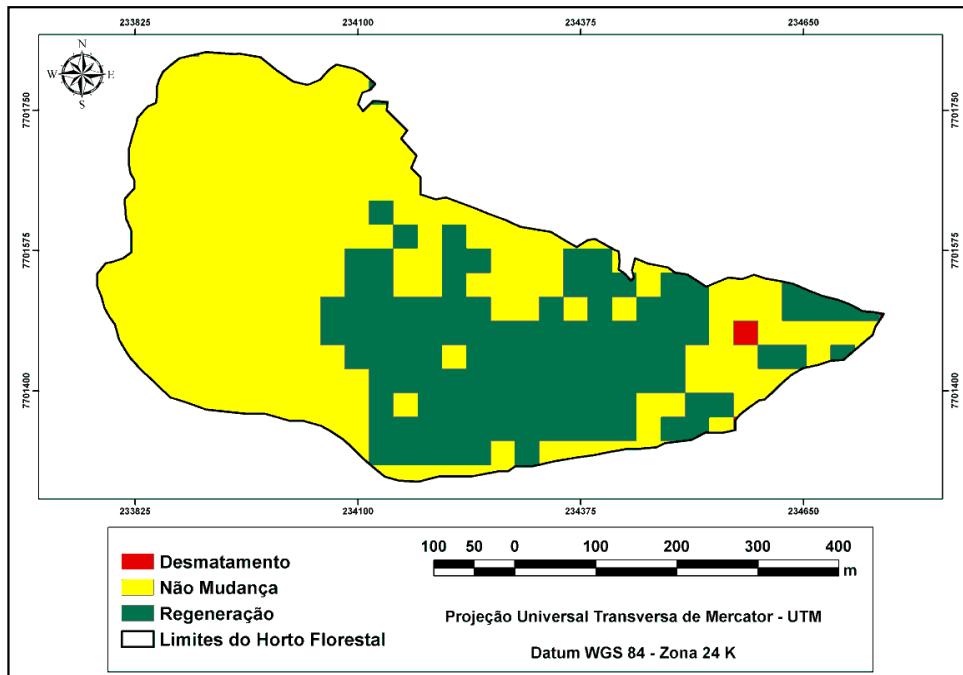 233825 234100 234375 234650
N
W E
S
7701750 7701750
7701575 7701575
7701400 7701400
233825 234100 234375 234650
100 50 0 100 200 300 400
m
Desmatamento
Não Mudança
Regeneração
Limites do Horto Florestal
Projeção Universal Transversa de Mercator - UTM
Datum WGS 84 - Zona 24 K